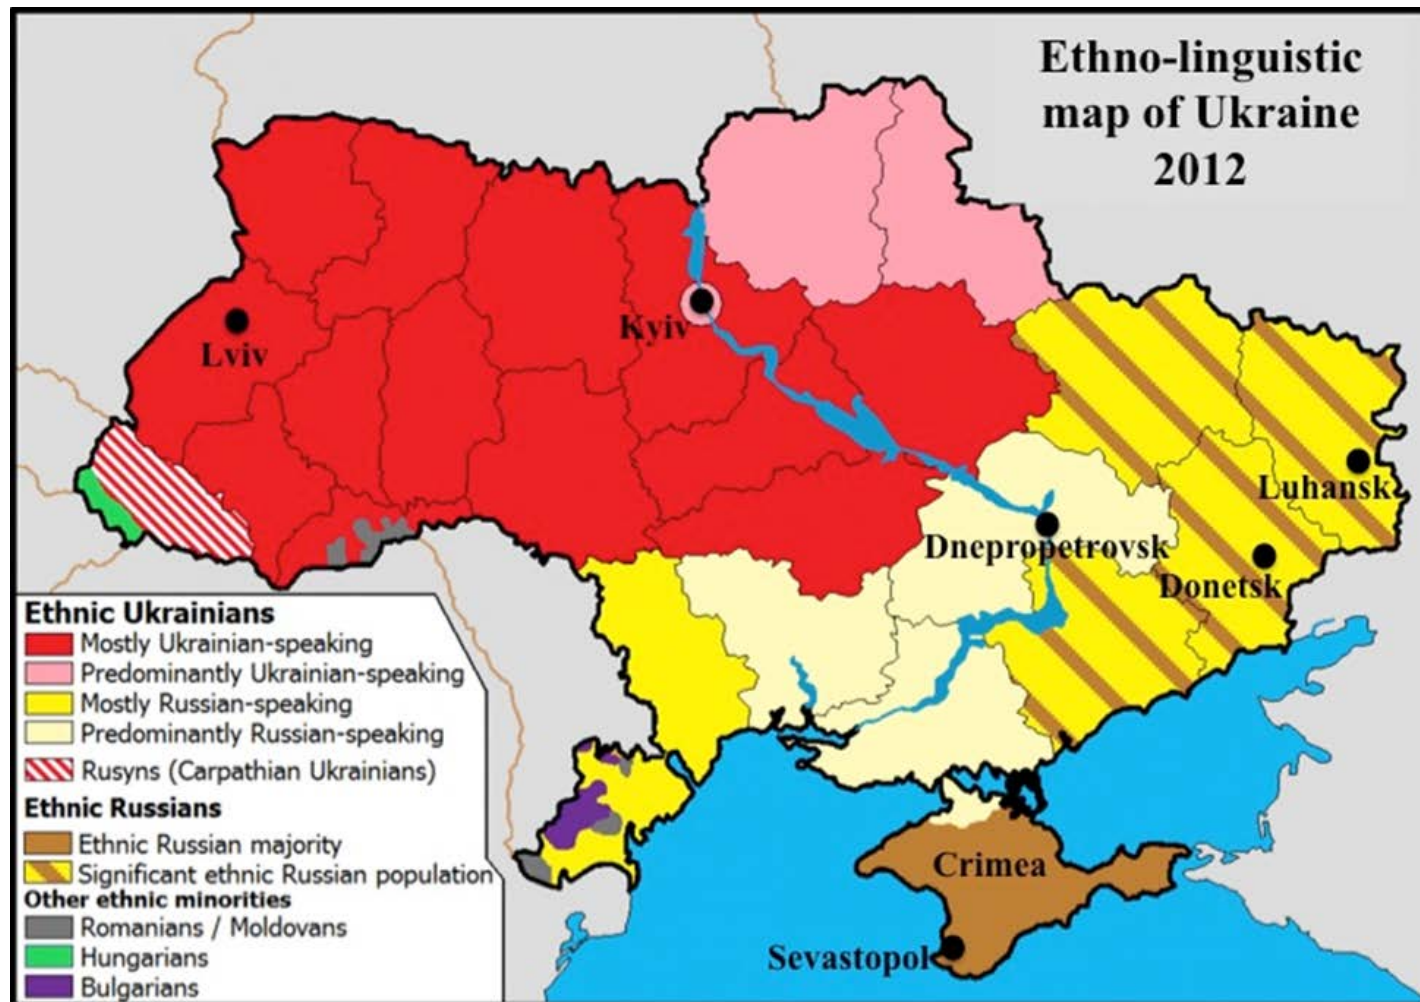 Ethno-linguistic
map of Ukraine
2012
Kyiv
Lviv
Luhansk
Dnepropetrovsk
Donetsk
Crimea
Sevastopol
Ethnic Ukrainians
Mostly Ukrainian-speaking
Predominantly Ukrainian-speaking
Mostly Russian-speaking
Predominantly Russian-speaking
Rusyns (Carpathian Ukrainians)
Ethnic Russians
Ethnic Russian majority
Significant ethnic Russian population
Other ethnic minorities
Romanians / Moldovans
Hungarians
Bulgarians